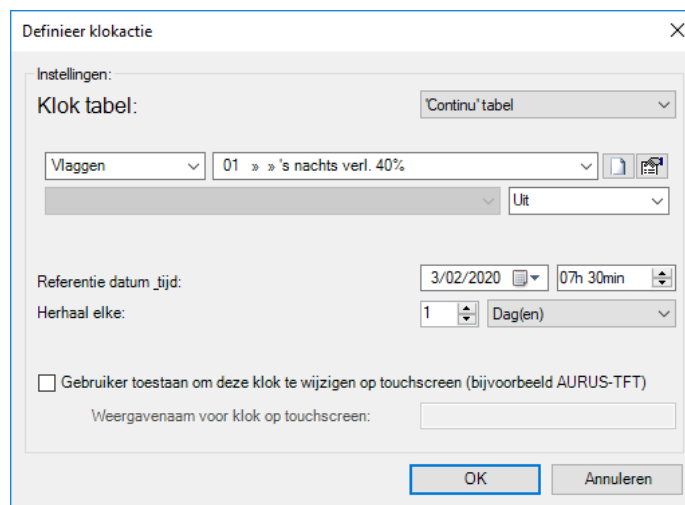 Definieer klokactie
Instellingen:
Klok tabel:
'Continu' tabel
Vlaggen
01 » » 's nachts verl. 40%
Uit
Referentie datum _tijd:
3/02/2020
07h 30min
Herhaal elke:
1
Dag(en)
Gebruiker toestaan om deze klok te wijzigen op touchscreen (bijvoorbeeld AURUS-TFT)
Weergavenaam voor klok op touchscreen:
OK
Annuleren